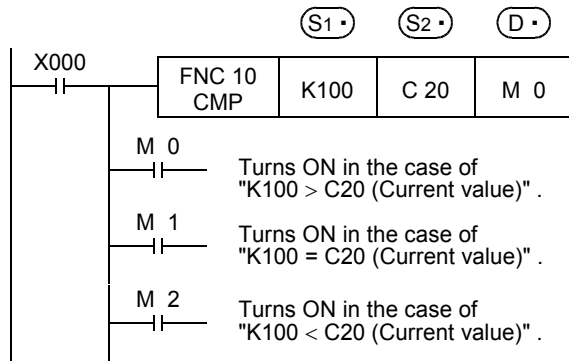 S1· S2· D·
X000
FNC 10
CMP
K100
C 20
M 0
M 0
Turns ON in the case of
"K100 > C20 (Current value)" .
M 1
Turns ON in the case of
"K100 = C20 (Current value)" .
M 2
Turns ON in the case of
"K100 < C20 (Current value)" .